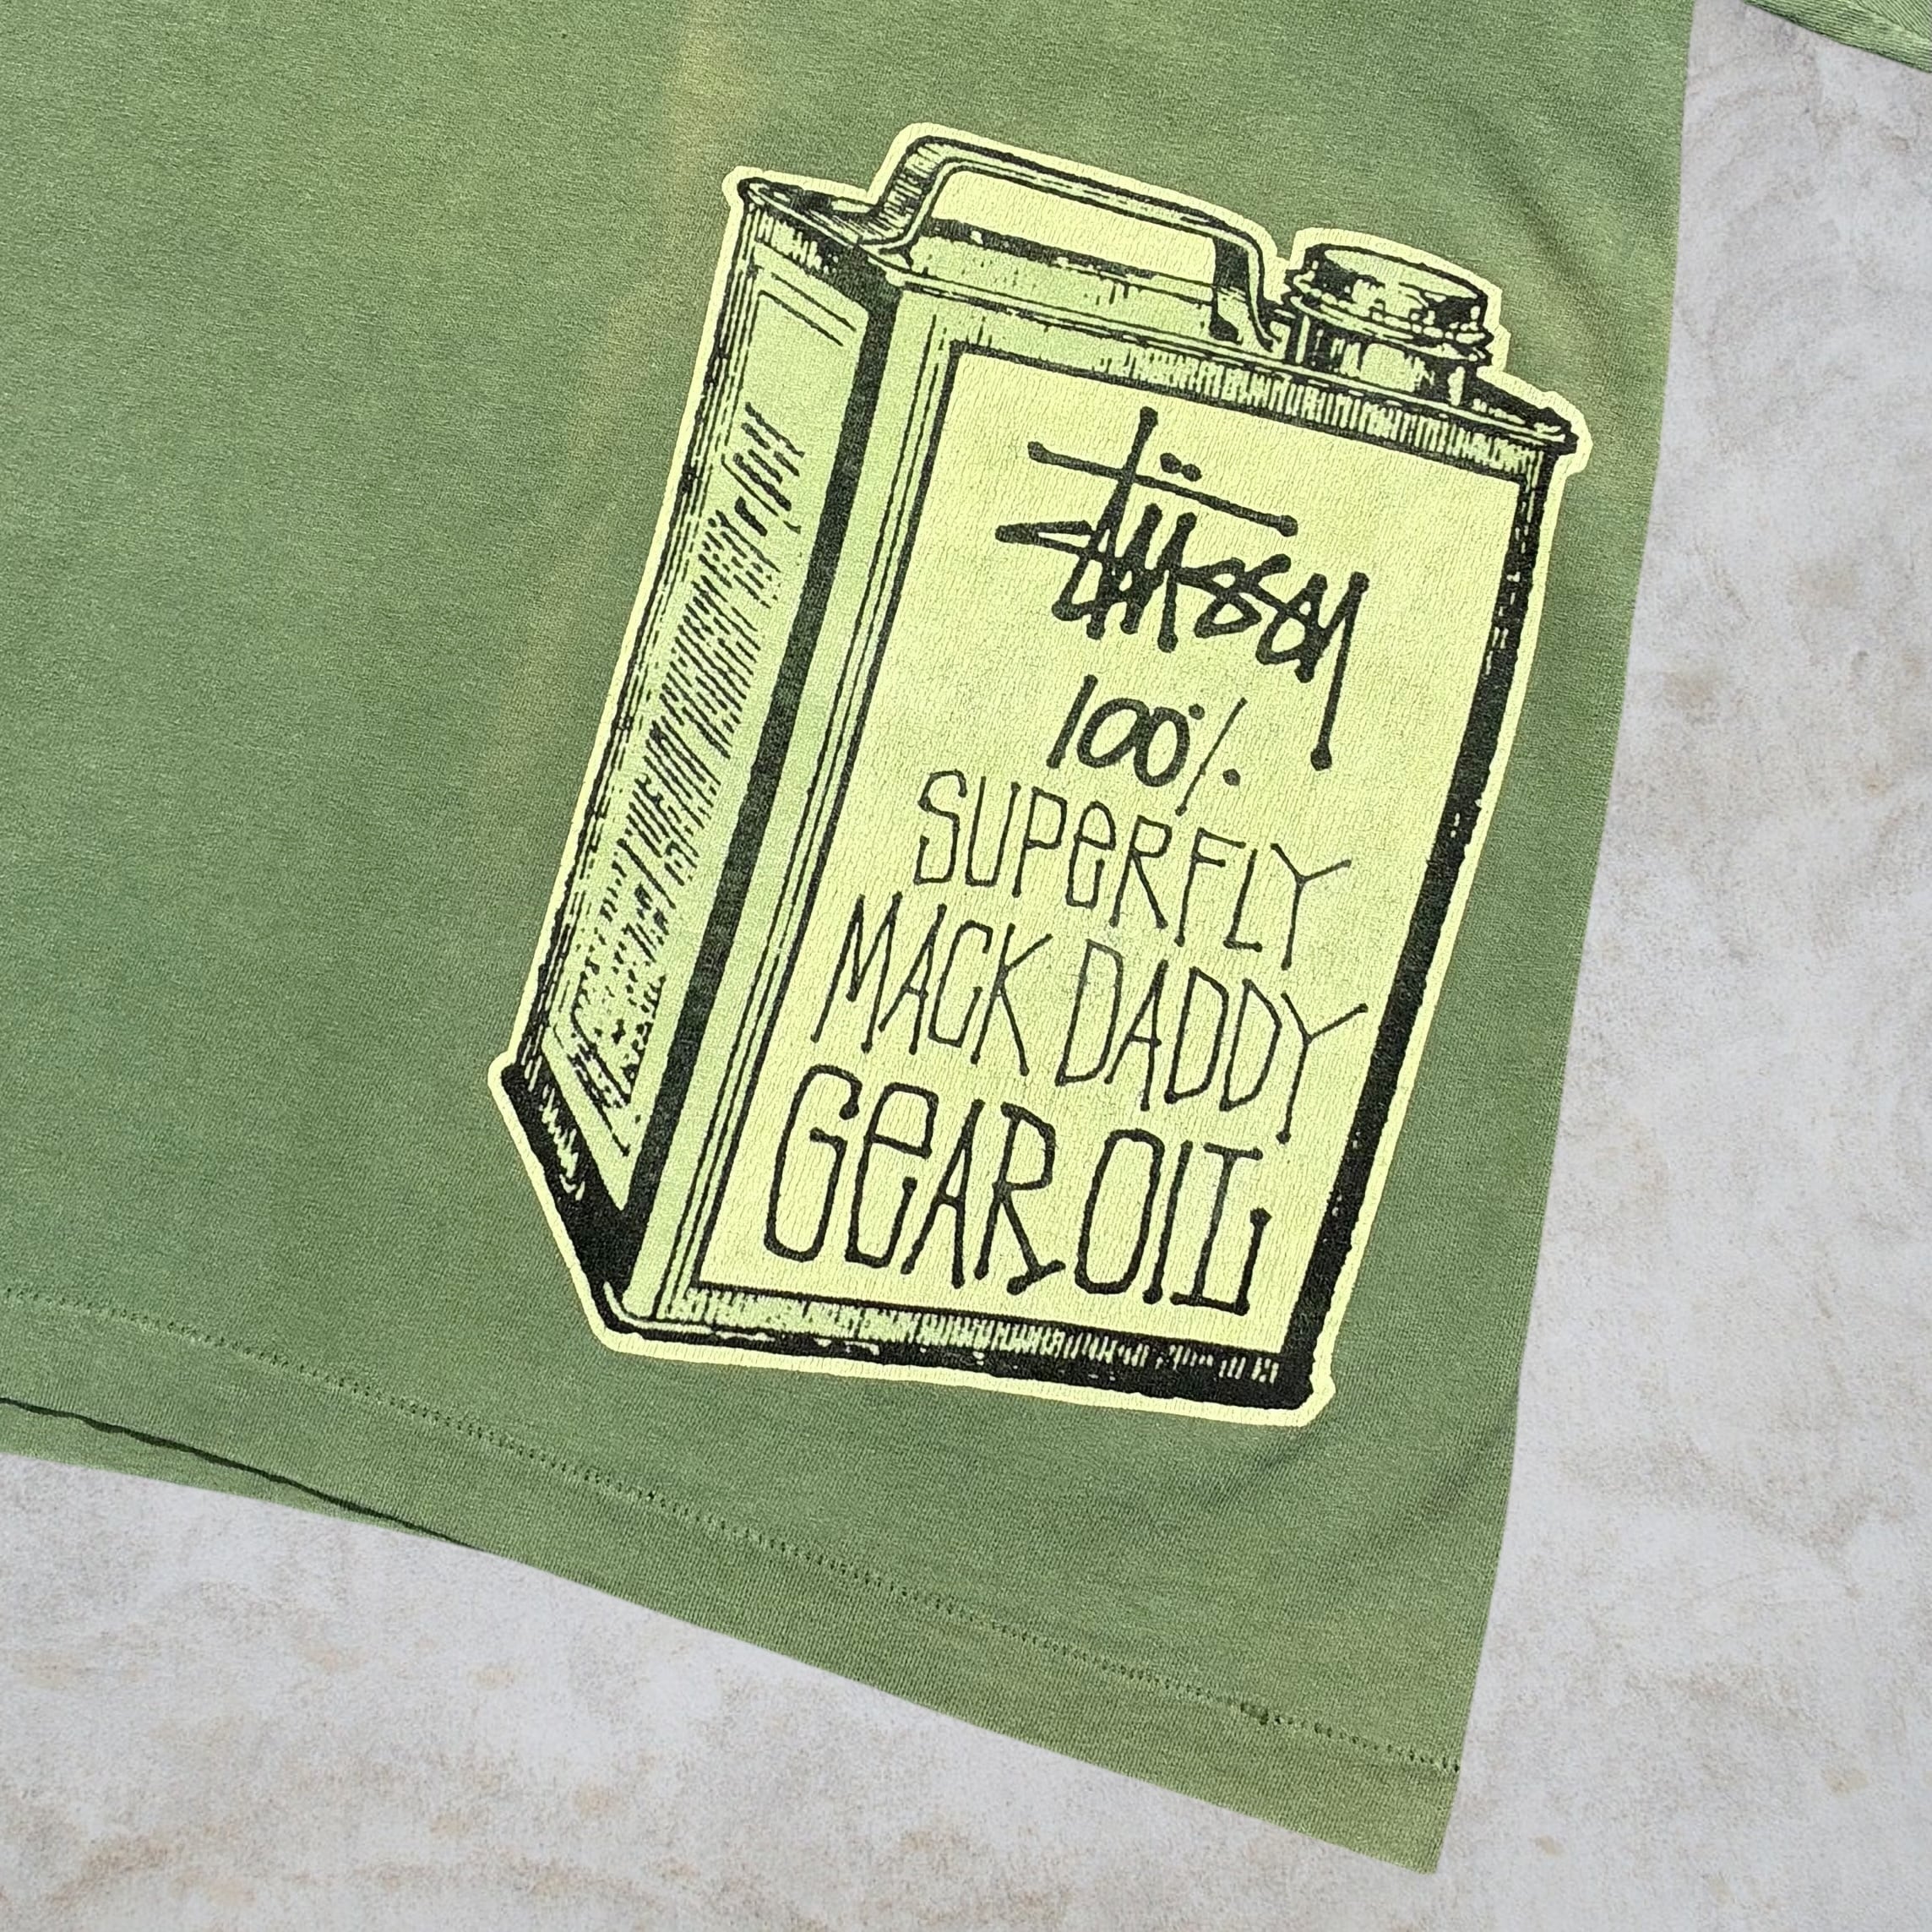 Stüssy
100%
SUPERFLY
MACK DADDY
GEAR OIL